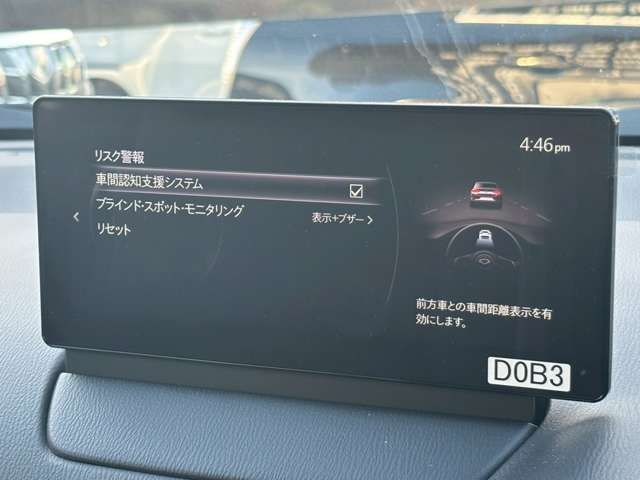 4:46pm
リスク警報
車間認知支援システム
ブラインド・スポット・モニタリング 表示+ブザー
リセット
前方車との車間距離表示を有
効にします。
D0B3